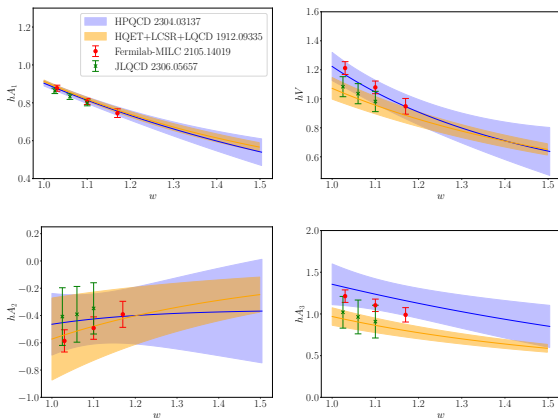 1.2
1.0
0.8
0.6
0.4
hA1
HPQCD 2304.03137
HQET+LCSR+LQCD 1912.09335
Fermilab-MILC 2105.14019
JLQCD 2306.05657
1.0 1.1 1.2 1.3 1.4 1.5
w
1.6
1.4
1.2
1.0
0.8
0.6
hV
1.0 1.1 1.2 1.3 1.4 1.5
w
0.2
0.0
−0.2
−0.4
−0.6
−0.8
−1.0
hA2
1.0 1.1 1.2 1.3 1.4 1.5
w
2.0
1.5
1.0
0.5
0.0
hA3
1.0 1.1 1.2 1.3 1.4 1.5
w